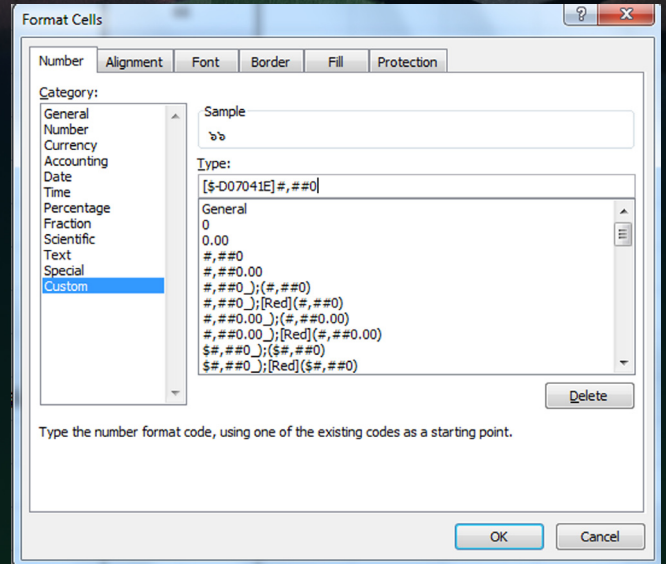 Format Cells
Number
Alignment
Font
Border
Fill
Protection
Category:
General
Number
Currency
Accounting
Date
Time
Percentage
Fraction
Scientific
Text
Special
Custom
Sample
๖๖
Type:
[$-D07041E]#,##0
General
0
0.00
#,##0
#,##0.00
#,##0_);(#,##0)
#,##0_);[Red](#,##0)
#,##0.00_);(#,##0.00)
#,##0.00_);[Red](#,##0.00)
$#,##0_);($#,##0)
$#,##0_);[Red]($#,##0)
Delete
Type the number format code, using one of the existing codes as a starting point.
OK
Cancel